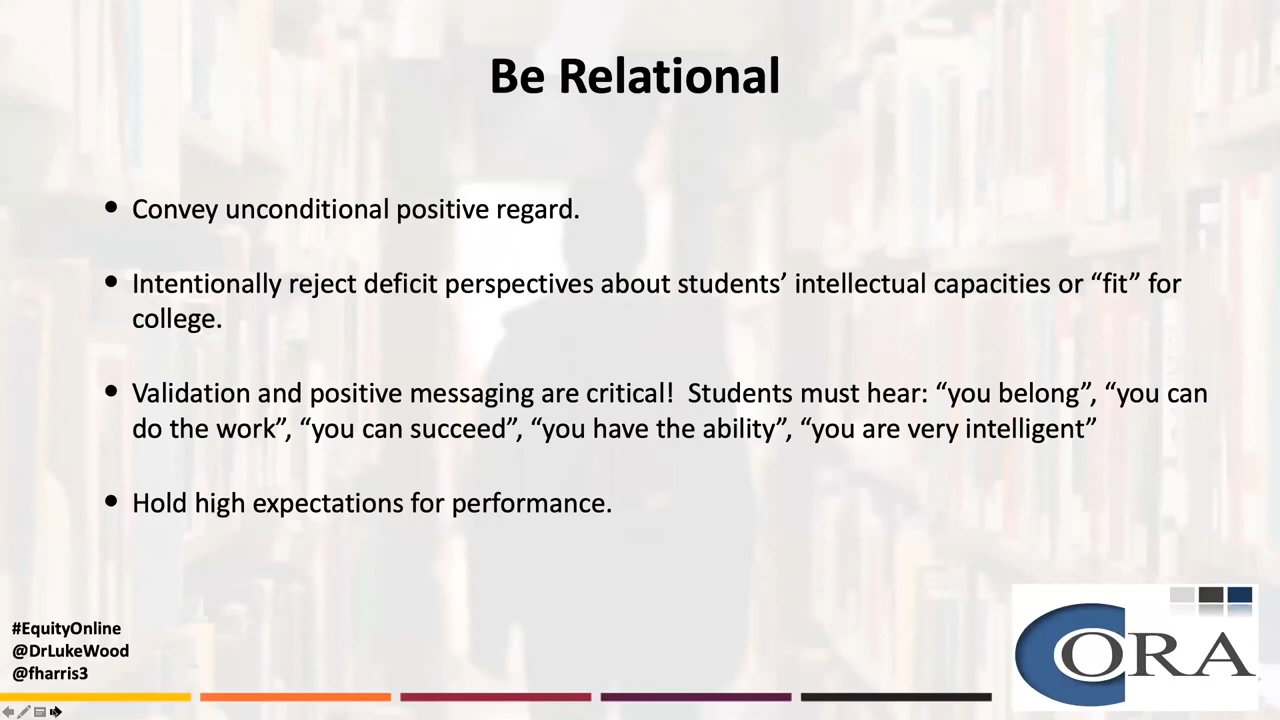 Be Relational
• Convey unconditional positive regard.
• Intentionally reject deficit perspectives about students’ intellectual capacities or “fit” for
college.
• Validation and positive messaging are critical!  Students must hear: “you belong”, “you can
do the work”, “you can succeed”, “you have the ability”, “you are very intelligent”
• Hold high expectations for performance.
#EquityOnline
@DrLukeWood
@fharris3
CORA